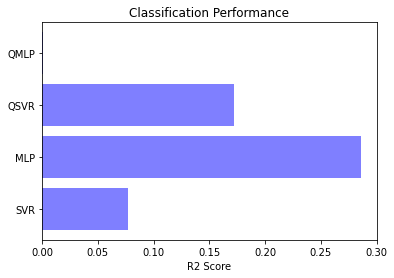 Classification Performance
QMLP
QSVR
MLP
SVR
0.00 0.05 0.10 0.15 0.20 0.25 0.30
R2 Score